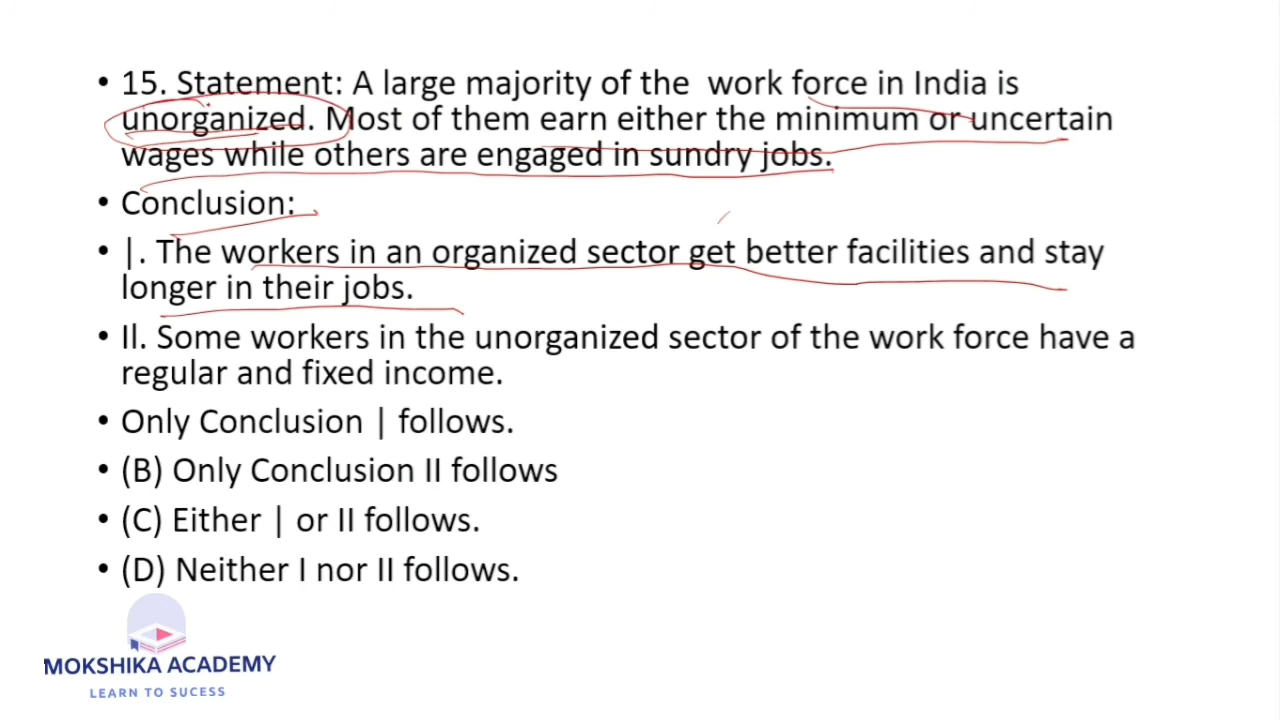 • 15. Statement: A large majority of the work force in India is
unorganized. Most of them earn either the minimum or uncertain
wages while others are engaged in sundry jobs.
• Conclusion:
• |. The workers in an organized sector get better facilities and stay
longer in their jobs.
• Il. Some workers in the unorganized sector of the work force have a
regular and fixed income.
• Only Conclusion | follows.
• (B) Only Conclusion II follows
• (C) Either | or II follows.
• (D) Neither I nor II follows.
MOKSHIKA ACADEMY
LEARN TO SUCESS